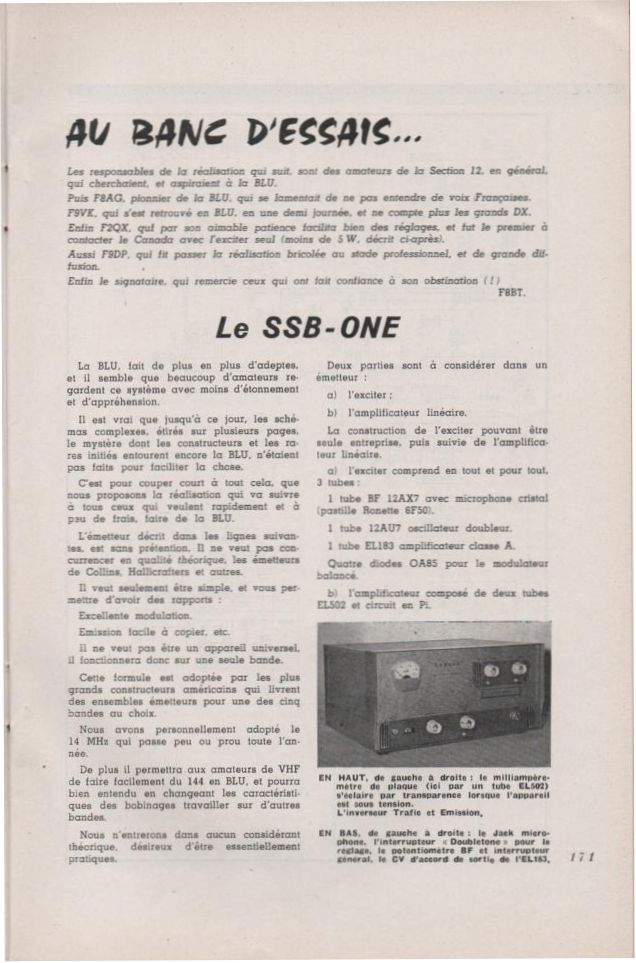 AU BANC D'ESSAIS...
Les responsables de la réalisation qui suit, sont des amateurs de la Section 12, en général,
qui cherchaient, et aspiraient à la BLU.
Puis F8AG, pionnier de la BLU, qui se lamentait de ne pas entendre de voix Françaises.
F9VK, qui s'est retrouvé en BLU, en une demi journée, et ne compte plus les grands DX.
Enfin F2QX, qui par son aimable patience facilita bien des réglages, et fut le premier à
contacter le Canada avec l'exciter seul (moins de 5 W, décrit ci-après).
Aussi F8DP, qui fit passer la réalisation bricolée au stade professionnel, et de grande dif-
fusion.
Enfin le signataire, qui remercie ceux qui ont fait confiance à son obstination (!)
F8BT.
Le SSB-ONE
La BLU, fait de plus en plus d'adeptes,
et il semble que beaucoup d'amateurs re-
gardent ce système avec moins d'étonnement
et d'appréhension.
Il est vrai que jusqu'à ce jour, les sché-
mas complexes, étirés sur plusieurs pages,
le mystère dont les constructeurs et les ra-
res initiés entourent encore la BLU, n'étaient
pas faits pour faciliter la chose.
C'est pour couper court à tout cela, que
nous proposons la réalisation qui va suivre
à tous ceux qui veulent rapidement et à
peu de frais, faire de la BLU.
L'émetteur décrit dans les lignes suivan-
tes, est sans prétention. Il ne veut pas con-
currencer en qualité théorique, les émetteurs
de Collins, Hallicrafters et autres.
Il veut seulement être simple, et vous per-
mettre d'avoir des rapports :
Excellente modulation.
Emission facile à copier, etc.
Il ne veut pas être un appareil universel,
il fonctionnera donc sur une seule bande.
Cette formule est adoptée par les plus
grands constructeurs américains qui livrent
des ensembles émetteurs pour une des cinq
bandes au choix.
Nous avons personnellement adopté le
14 MHz qui passe peu ou prou toute l'an-
née.
De plus il permettra aux amateurs de VHF
de faire facilement du 144 en BLU, et pourra
bien entendu en changeant les caractéristi-
ques des bobinages travailler sur d'autres
bandes.
Nous n'entrerons dans aucun considérant
théorique, désireux d'être essentiellement
pratiques.
Deux parties sont à considérer dans un
émetteur :
a) l'exciter ;
b) l'amplificateur linéaire.
La construction de l'exciter pouvant être
seule entreprise, puis suivie de l'amplifica-
teur linéaire.
a) l'exciter comprend en tout et pour tout,
3 tubes :
1 tube BF 12AX7 avec microphone cristal
(pastille Ronette 6F50).
1 tube 12AU7 oscillateur doubleur.
1 tube EL183 amplificateur classe A.
Quatre diodes OA85 pour le modulateur
balancé.
b) l'amplificateur composé de deux tubes
EL502 et circuit en Pi.
EN HAUT, de gauche à droite : le milliampère-
mètre de plaque (ici par un tube EL502)
s'éclaire par transparence lorsque l'appareil
est sous tension.
L'inverseur Trafic et Emission,
EN BAS, de gauche à droite : le Jack micro-
phone, l'interrupteur « Doubletone » pour le
réglage, le potentiomètre BF et interrupteur
général, le CV d'accord de sortie de l'EL183.
171